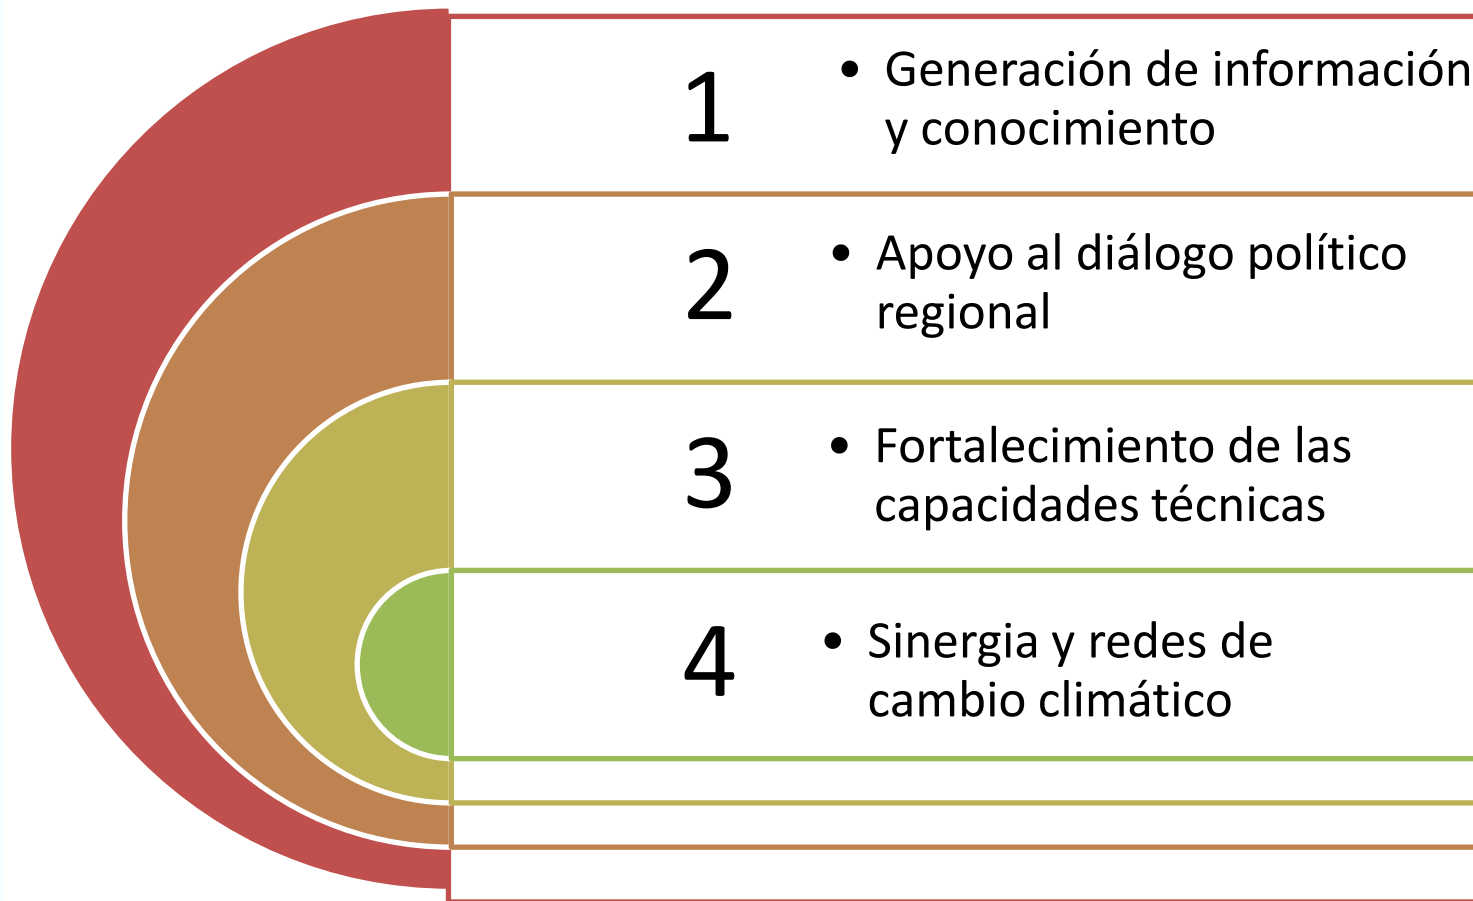 1
• Generación de información
y conocimiento
2
• Apoyo al diálogo político
regional
3
• Fortalecimiento de las
capacidades técnicas
4
• Sinergia y redes de
cambio climático